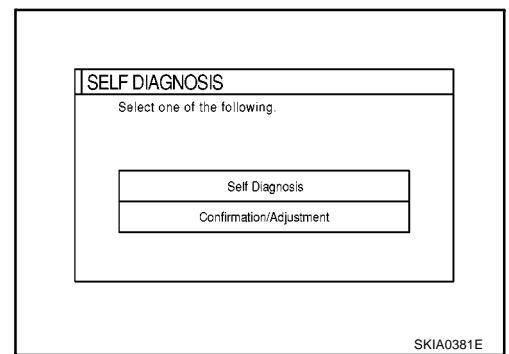 SELF DIAGNOSIS
Select one of the following.
Self Diagnosis
Confirmation/Adjustment
SKIA0381E